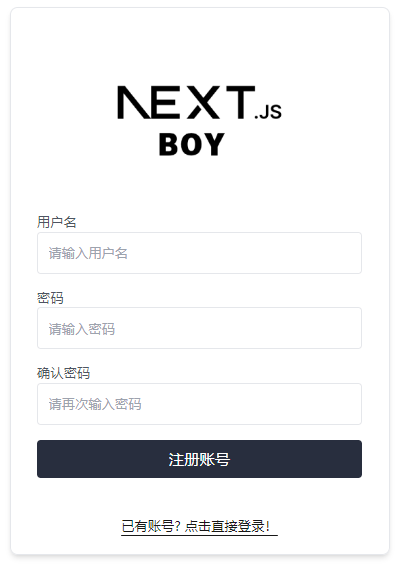 NEXT.JS
BOY
用户名
请输入用户名
密码
请输入密码
确认密码
请再次输入密码
注册账号
已有账号? 点击直接登录!